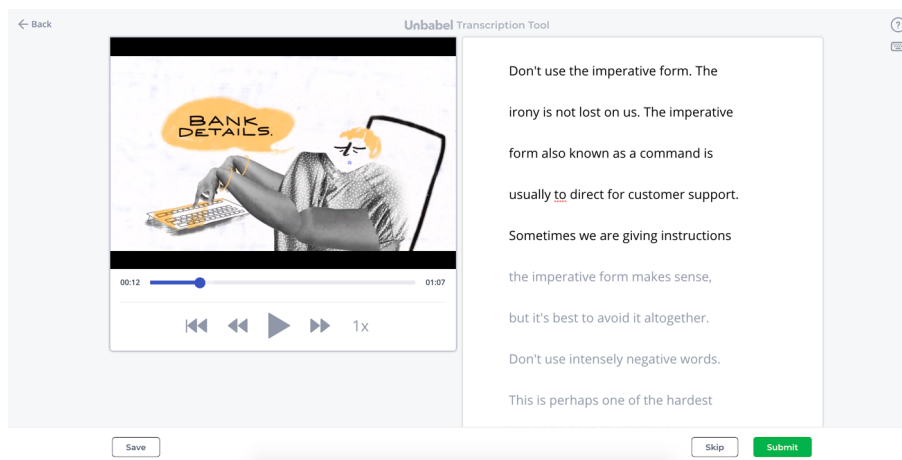 ← Back
Unbabel Transcription Tool
?
BANK
DETAILS.
00:12
01:07
1x
Don't use the imperative form. The
irony is not lost on us. The imperative
form also known as a command is
usually to direct for customer support.
Sometimes we are giving instructions
the imperative form makes sense,
but it's best to avoid it altogether.
Don't use intensely negative words.
This is perhaps one of the hardest
Save
Skip
Submit